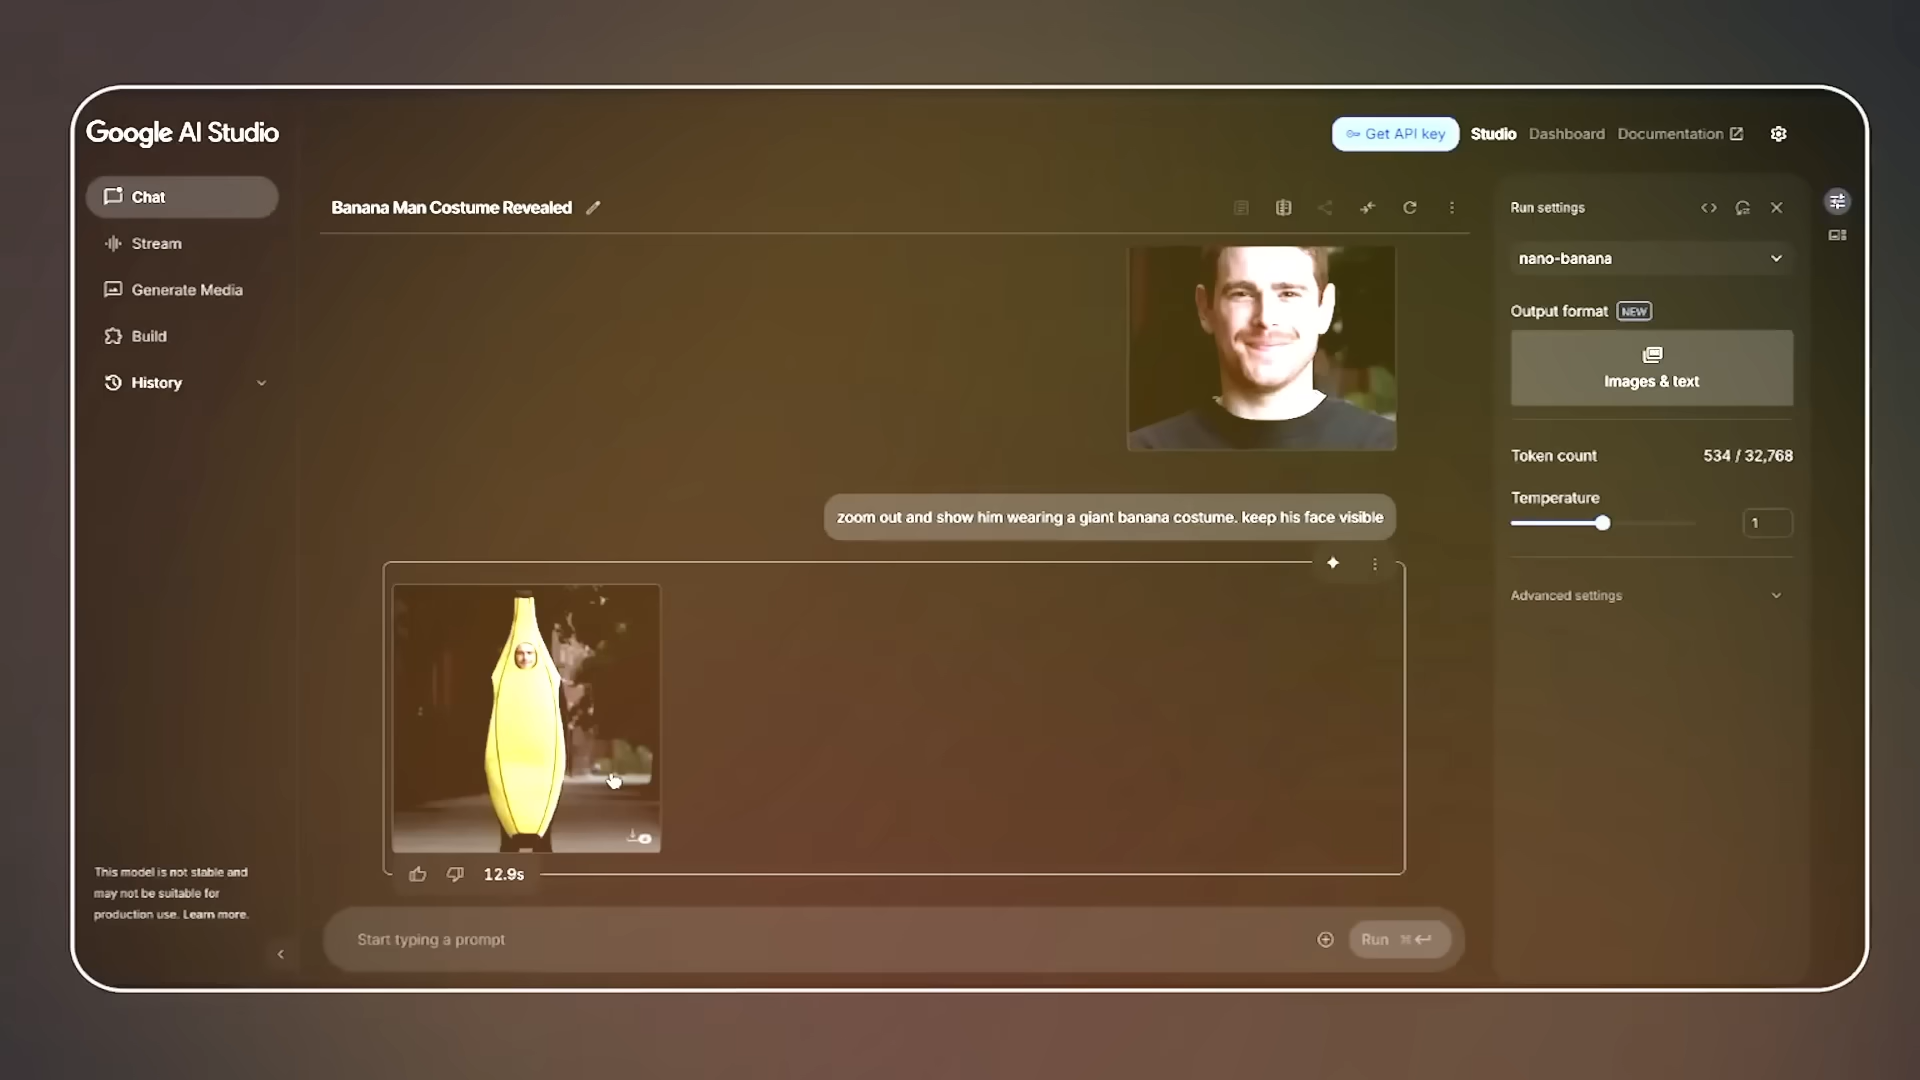 Google AI Studio
Get API key
Studio
Dashboard
Documentation
Chat
Stream
Generate Media
Build
History
This model is not stable and
may not be suitable for
production use. Learn more.
Banana Man Costume Revealed
zoom out and show him wearing a giant banana costume. keep his face visible
12.9s
Start typing a prompt
Run ⌘↵
Run settings
nano-banana
Output format NEW
Images & text
Token count 534 / 32,768
Temperature
1
Advanced settings